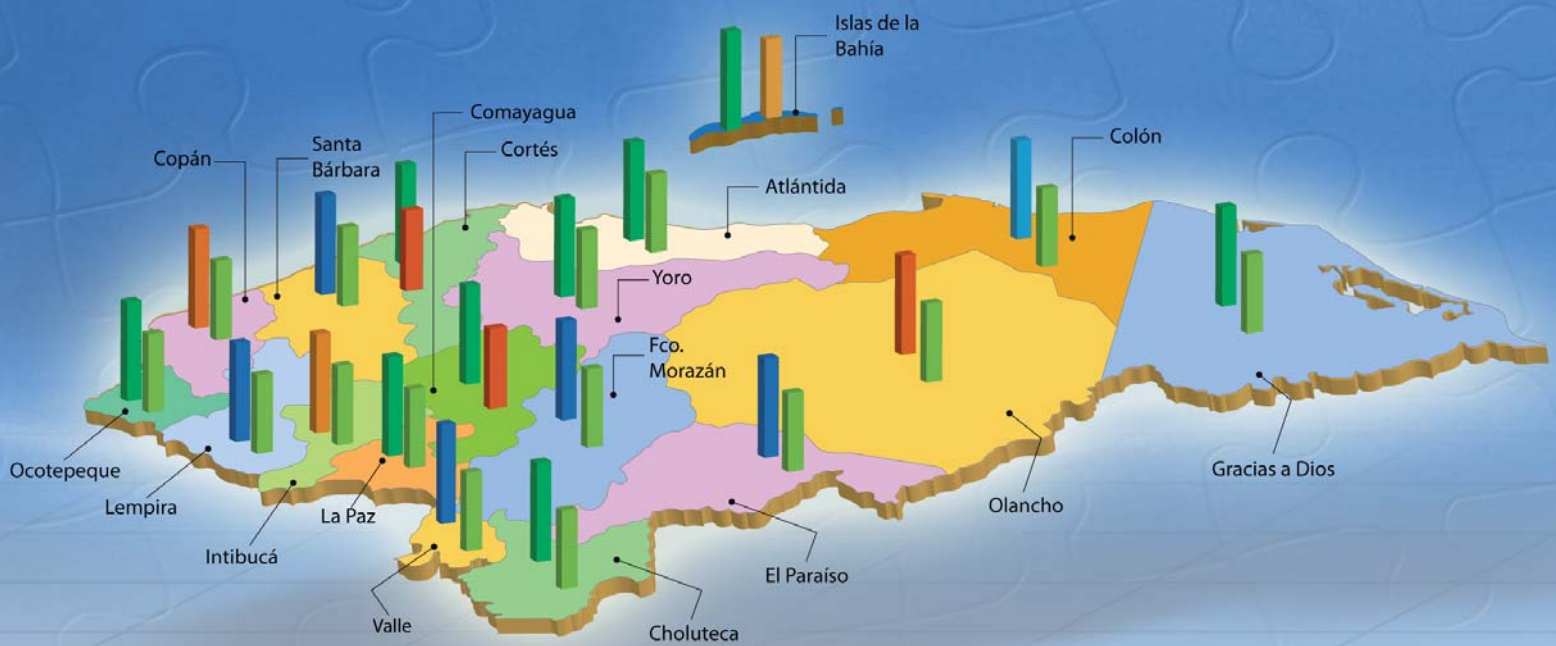 Islas de la
Bahía
Comayagua
Colón
Santa
Bárbara
Cortés
Copán
Atlántida
Yoro
Fco.
Morazán
Ocotepeque
Gracias a Dios
Lempira
Olancho
La Paz
Intibucá
El Paraíso
Valle
Choluteca